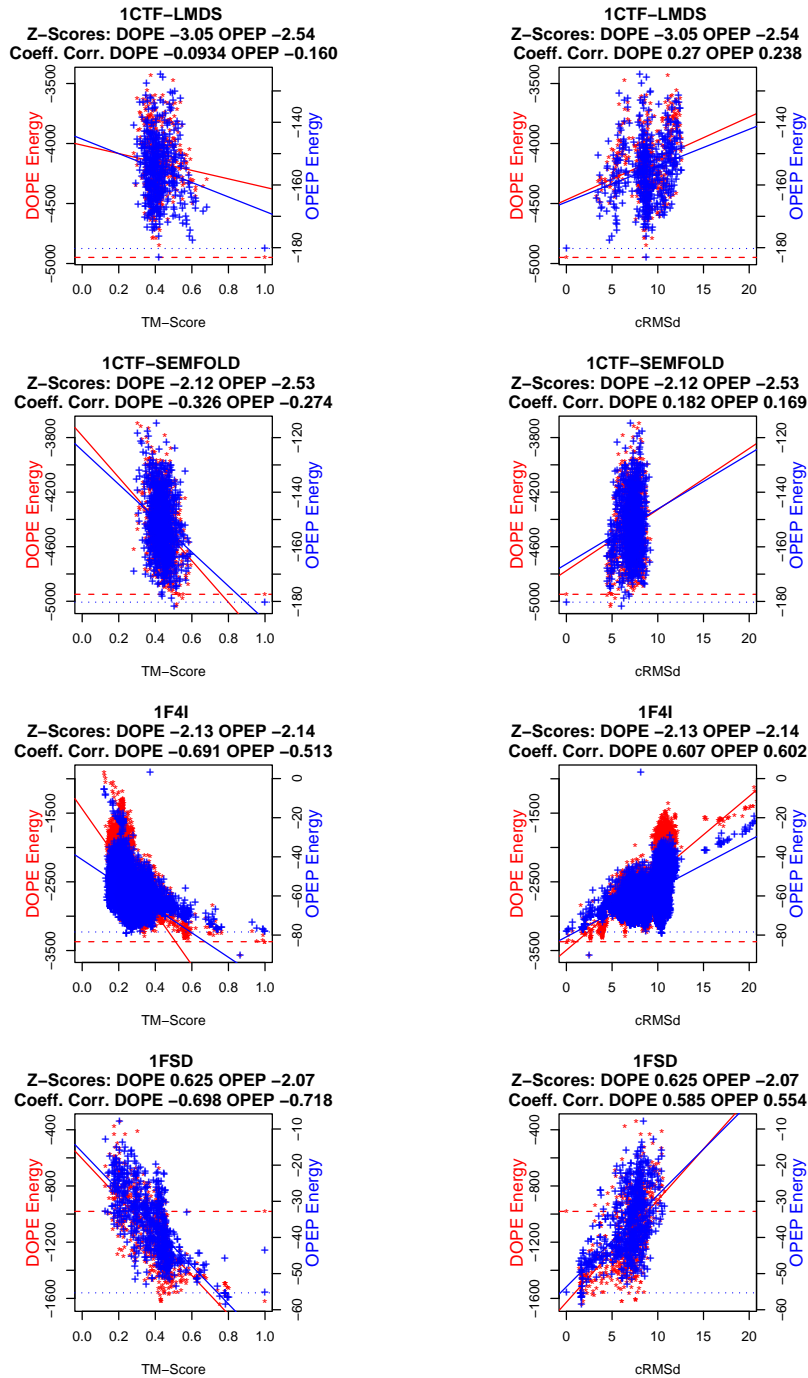 1CTF−LMDS
Z−Scores: DOPE −3.05 OPEP −2.54
Coeff. Corr. DOPE −0.0934 OPEP −0.160
DOPE Energy
−5000 −4500 −4000 −3500
−180 −160 −140
OPEP Energy
0.0 0.2 0.4 0.6 0.8 1.0
TM−Score
1CTF−LMDS
Z−Scores: DOPE −3.05 OPEP −2.54
Coeff. Corr. DOPE 0.27 OPEP 0.238
DOPE Energy
−5000 −4500 −4000 −3500
−180 −160 −140
OPEP Energy
0 5 10 15 20
cRMSd
1CTF−SEMFOLD
Z−Scores: DOPE −2.12 OPEP −2.53
Coeff. Corr. DOPE −0.326 OPEP −0.274
DOPE Energy
−5000 −4600 −4200 −3800
−180 −160 −140 −120
OPEP Energy
0.0 0.2 0.4 0.6 0.8 1.0
TM−Score
1CTF−SEMFOLD
Z−Scores: DOPE −2.12 OPEP −2.53
Coeff. Corr. DOPE 0.182 OPEP 0.169
DOPE Energy
−5000 −4600 −4200 −3800
−180 −160 −140 −120
OPEP Energy
0 5 10 15 20
cRMSd
1F4I
Z−Scores: DOPE −2.13 OPEP −2.14
Coeff. Corr. DOPE −0.691 OPEP −0.513
DOPE Energy
−3500 −2500 −1500
−80 −60 −40 −20 0
OPEP Energy
0.0 0.2 0.4 0.6 0.8 1.0
TM−Score
1F4I
Z−Scores: DOPE −2.13 OPEP −2.14
Coeff. Corr. DOPE 0.607 OPEP 0.602
DOPE Energy
−3500 −2500 −1500
−80 −60 −40 −20 0
OPEP Energy
0 5 10 15 20
cRMSd
1FSD
Z−Scores: DOPE 0.625 OPEP −2.07
Coeff. Corr. DOPE −0.698 OPEP −0.718
DOPE Energy
−1600 −1200 −800 −400
−60 −50 −40 −30 −20 −10
OPEP Energy
0.0 0.2 0.4 0.6 0.8 1.0
TM−Score
1FSD
Z−Scores: DOPE 0.625 OPEP −2.07
Coeff. Corr. DOPE 0.585 OPEP 0.554
DOPE Energy
−1600 −1200 −800 −400
−60 −50 −40 −30 −20 −10
OPEP Energy
0 5 10 15 20
cRMSd